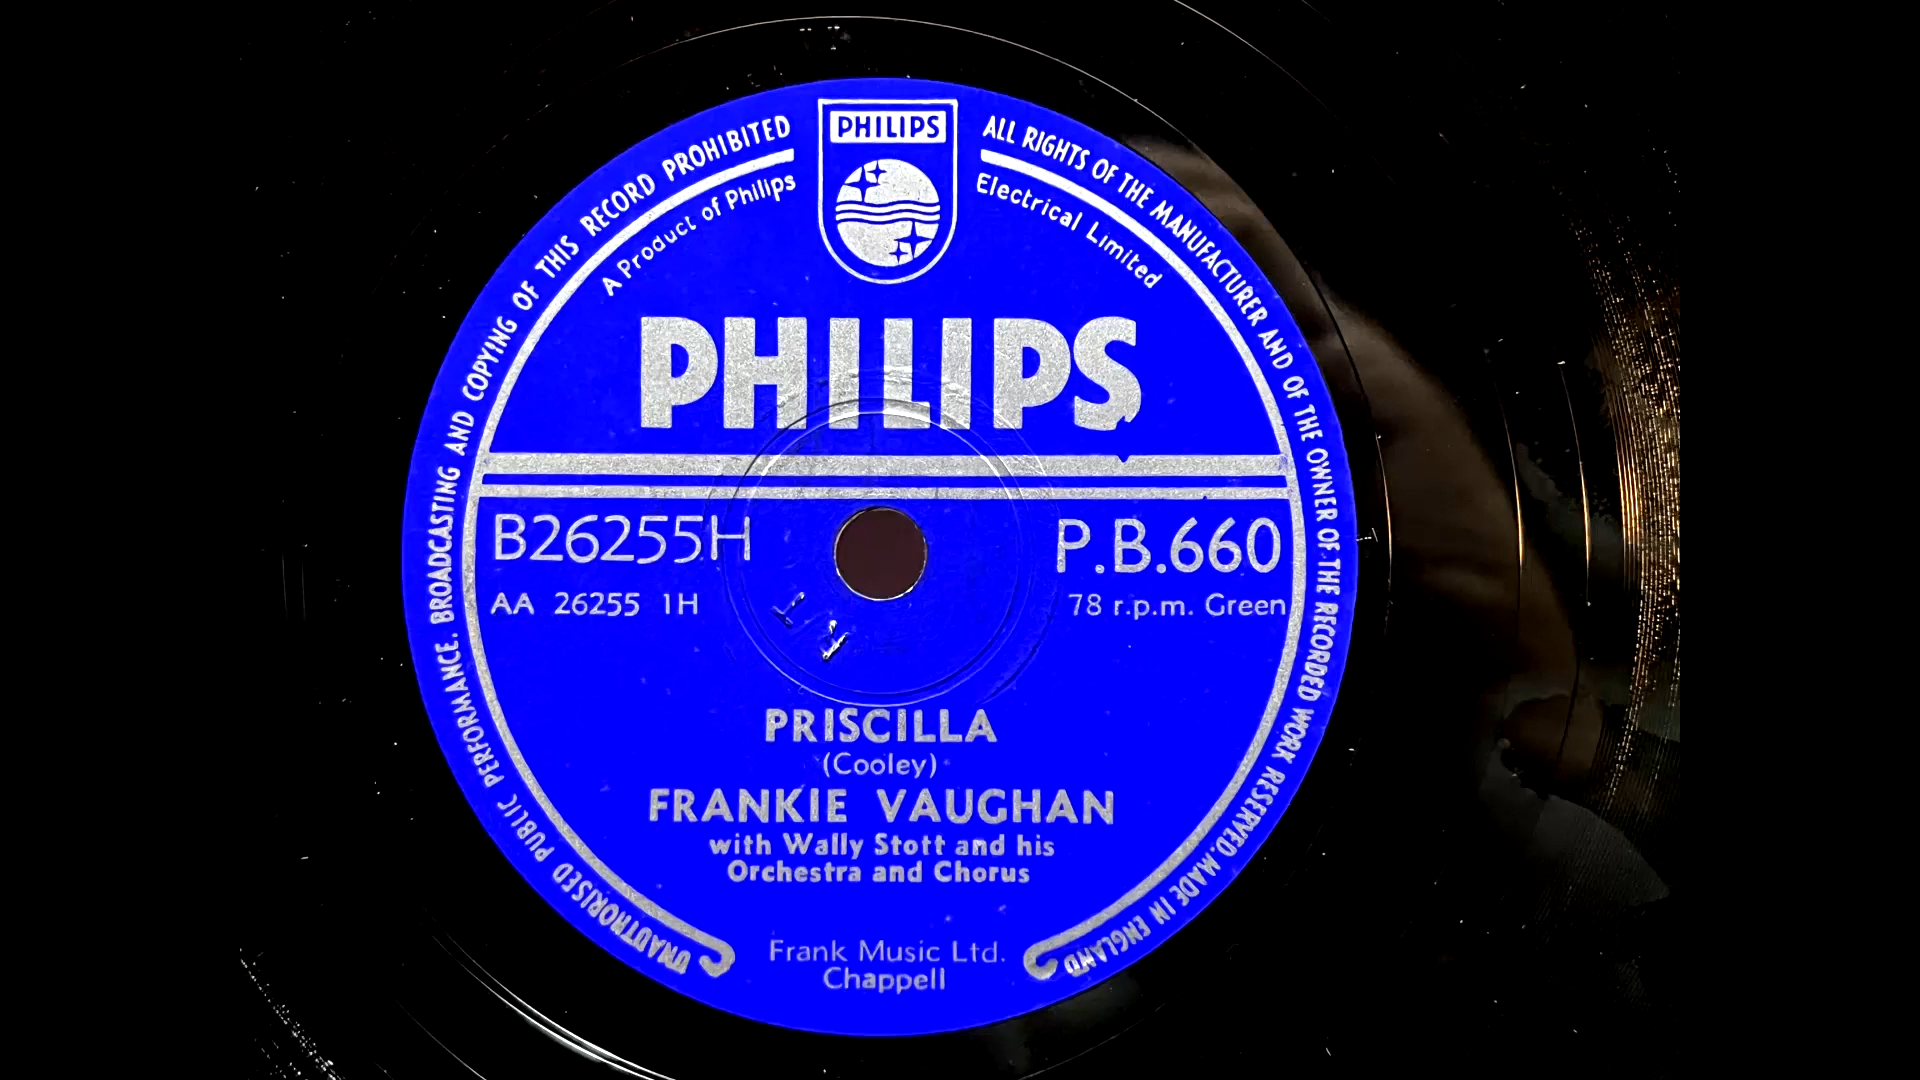 PHILIPS
UNAUTHORISED PUBLIC PERFORMANCE. BROADCASTING AND COPYING OF THIS RECORD PROHIBITED
ALL RIGHTS OF THE MANUFACTURER AND OF THE OWNER OF THE RECORDED WORK RESERVED. MADE IN ENGLAND
A Product of Philips Electrical Limited
PHILIPS
B26255H P.B.660
AA 26255 1H 78 r.p.m. Green
PRISCILLA
(Cooley)
FRANKIE VAUGHAN
with Wally Stott and his
Orchestra and Chorus
Frank Music Ltd.
Chappell